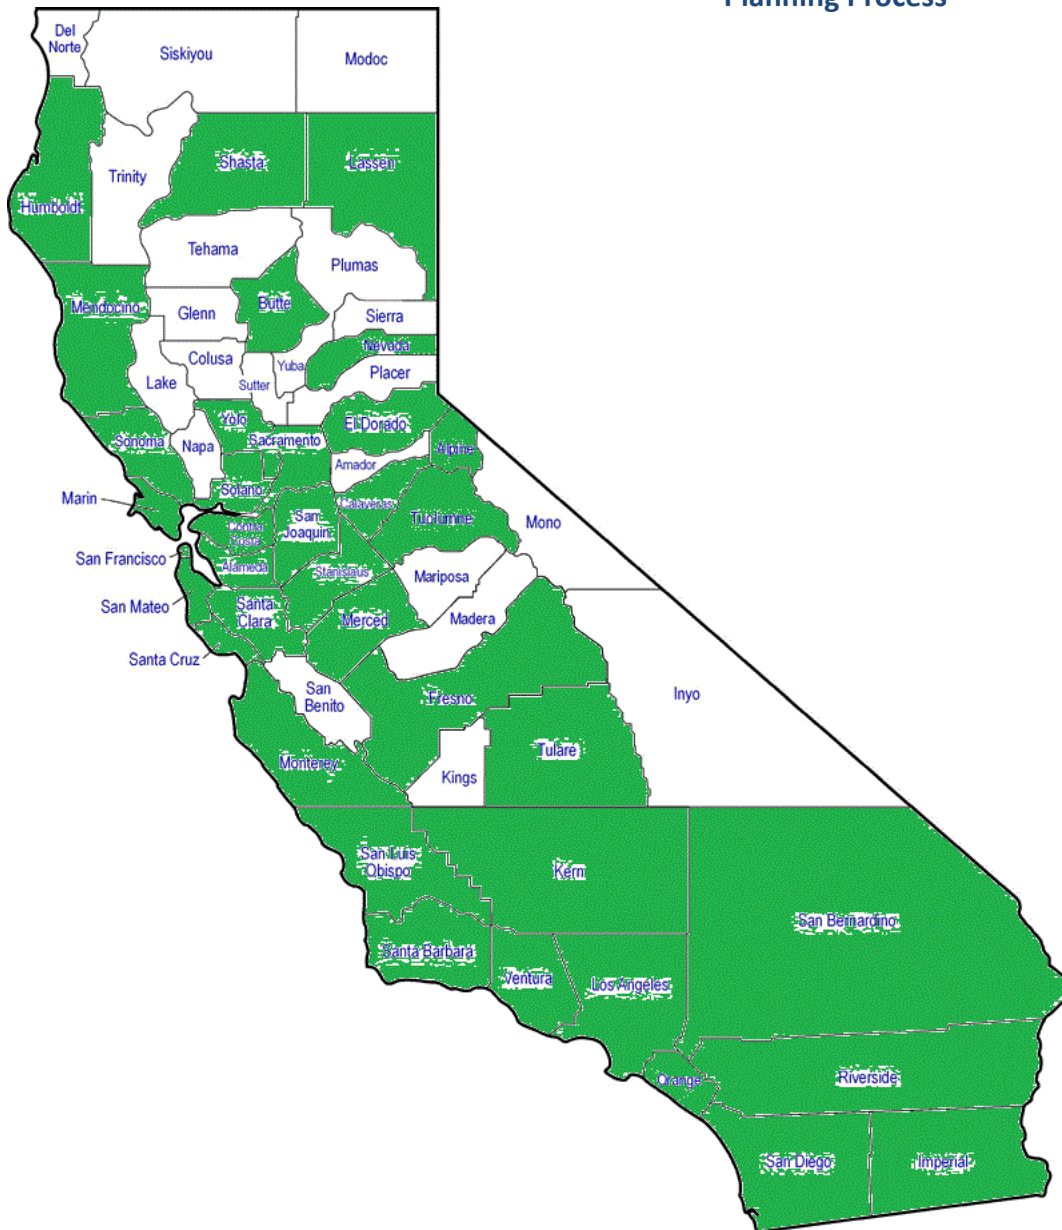 Planning Process
Del
Norte
Siskiyou
Modoc
Trinity
Shasta
Lassen
Humboldt
Tehama
Plumas
Mendocino
Glenn
Butte
Sierra
Colusa
Nevada
Lake
Sutter
Yuba
Placer
Yolo
El Dorado
Sonoma
Napa
Sacramento
Alpine
Amador
Marin
Solano
Calaveras
Tuolumne
Mono
San
Joaquin
Contra
Costa
San Francisco
Alameda
Stanislaus
Mariposa
San Mateo
Santa
Clara
Merced
Madera
Santa Cruz
San
Benito
Fresno
Inyo
Monterey
Kings
Tulare
San Luis
Obispo
Kern
San Bernardino
Santa Barbara
Ventura
Los Angeles
Orange
Riverside
San Diego
Imperial